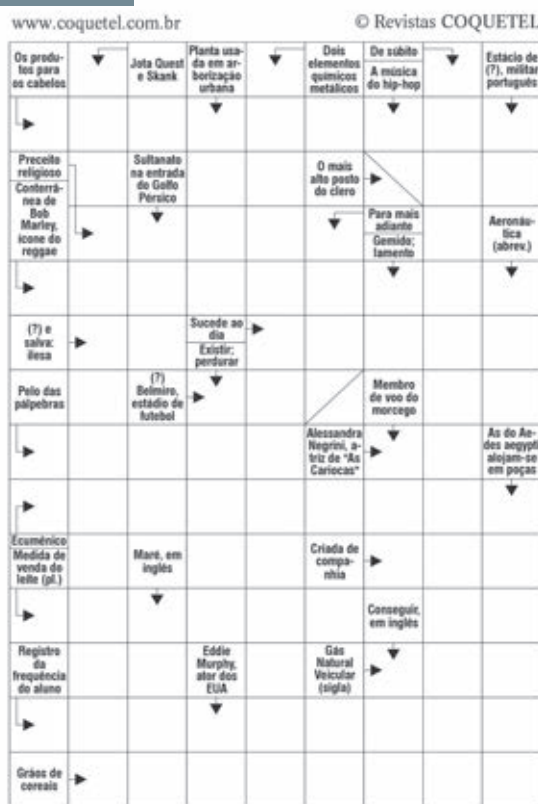 www.coquetel.com.br © Revistas COQUETEL
Os produ-
tos para
os cabelos
Jota Quest
e Skank
Planta usa-
da em ar-
borização
urbana
Dois
elementos
químicos
metálicos
De súbito
A música
do hip-hop
Estácio de
(?), militar
português
Preceito
religioso
Conterrâ-
nea de
Bob
Marley,
ícone do
reggae
Sultanato
na entrada
do Golfo
Pérsico
O mais
alto posto
do clero
Para mais
adiante
Gemido;
lamento
Aeronáu-
tica
(abrev.)
(?) e
salva:
ilesa
Sucede ao
dia
Existir;
perdurar
Pelo das
pálpebras
(?)
Belmiro,
estádio de
futebol
Membro
de voo do
morcego
Alessandra
Negrini, a-
triz de "As
Cariocas"
As do Ae-
des aegypti
alojam-se
em poças
Ecumênico
Medida de
venda do
leite (pl.)
Maré, em
inglês
Criada de
compa-
nhia
Conseguir,
em inglês
Registro
da
frequência
do aluno
Eddie
Murphy,
ator dos
EUA
Gás
Natural
Veicular
(sigla)
Grãos de
cereais